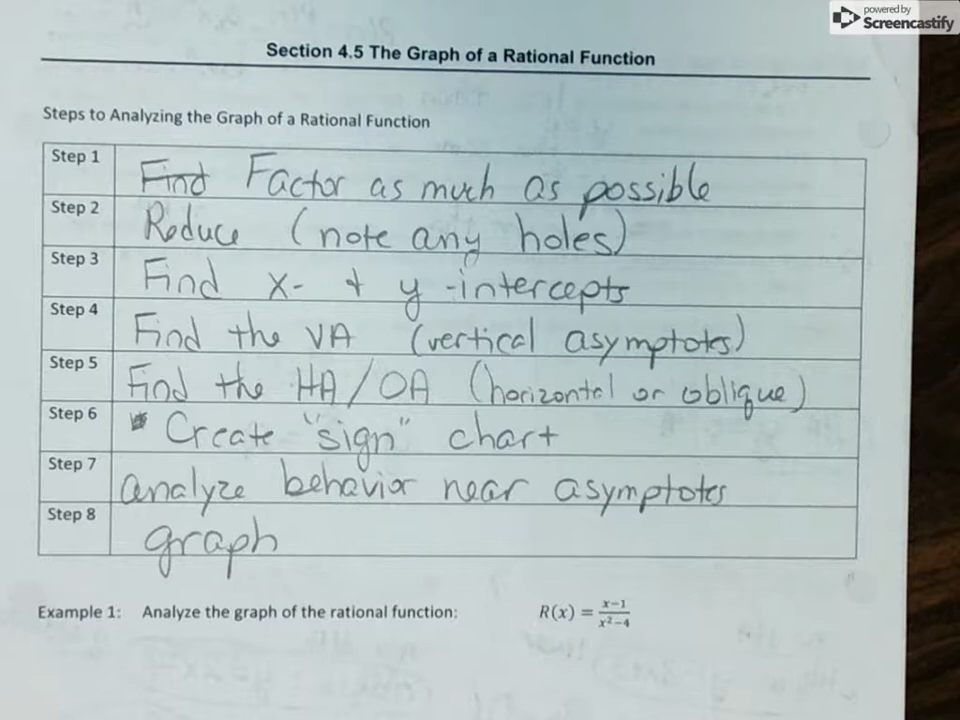 powered by
Screencastify
Section 4.5 The Graph of a Rational Function
Steps to Analyzing the Graph of a Rational Function
Step 1 Find Factor as much as possible
Step 2 Reduce (note any holes)
Step 3 Find x- + y-intercepts
Step 4 Find the VA (vertical asymptotes)
Step 5 Find the HA/OA (horizontal or oblique)
Step 6 Create "sign" chart
Step 7 analyze behavior near asymptotes
Step 8 graph
Example 1: Analyze the graph of the rational function: R(x) = x-1 / x²-4